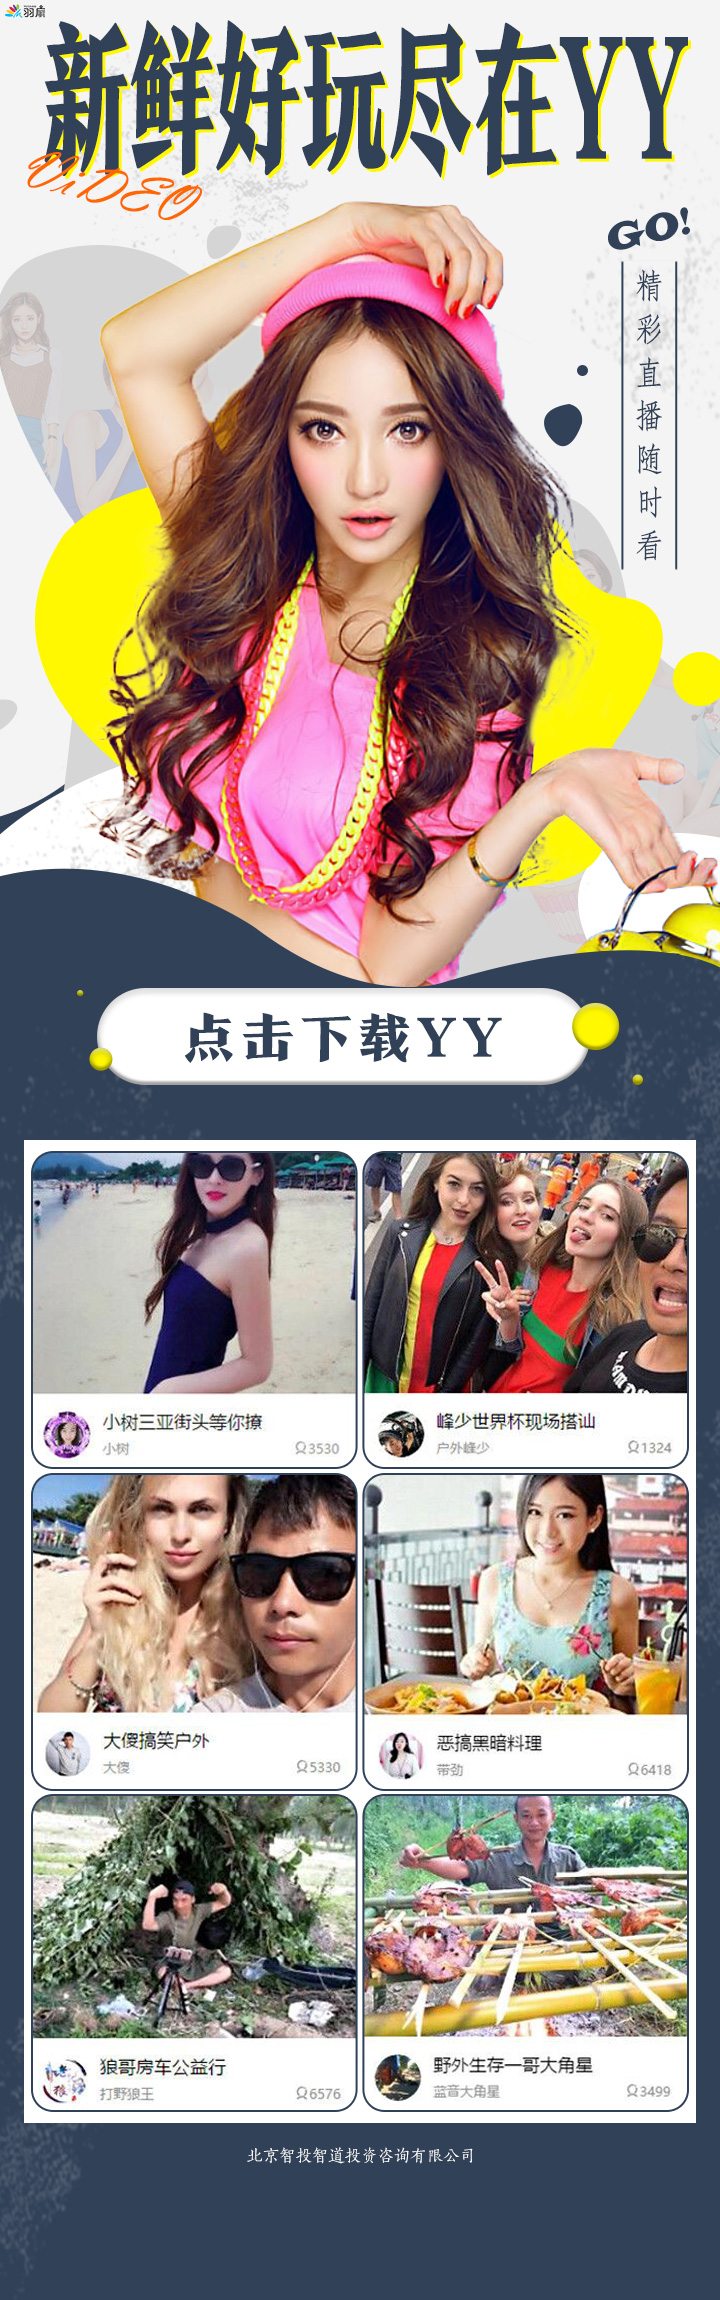 羽扇
新鲜好玩尽在YY
ViDEO
GO!
精彩直播随时看
点击下载YY
小树三亚街头等你撩
小树 3530
峰少世界杯现场搭讪
户外峰少 1324
大傻搞笑户外
大傻 5330
恶搞黑暗料理
带劲 6418
狼哥房车公益行
打野狼王 6576
野外生存一哥大角星
蓝音大角星 3499
北京智投智道投资咨询有限公司